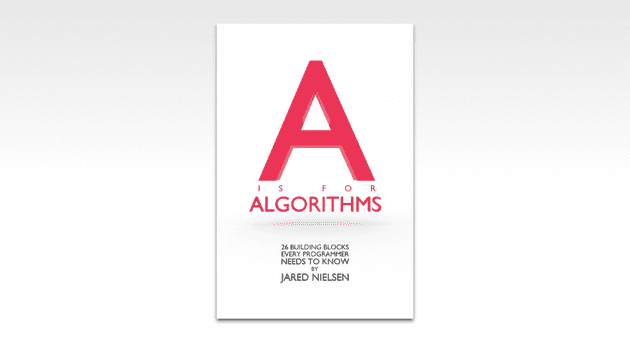 A
IS FOR
ALGORITHMS
26 BUILDING BLOCKS
EVERY PROGRAMMER
NEEDS TO KNOW
BY
JARED NIELSEN